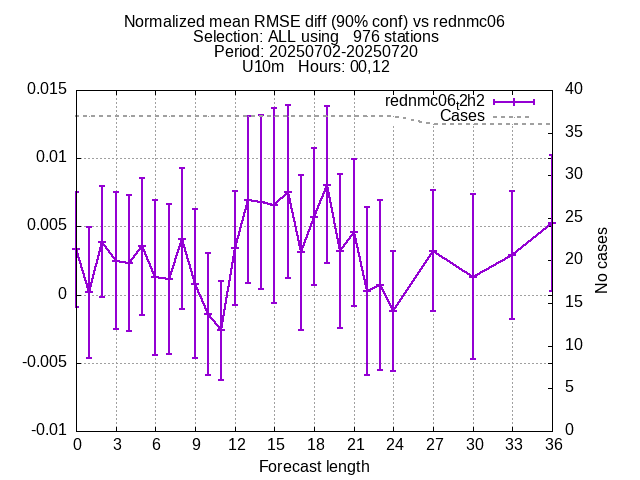 Normalized mean RMSE diff (90% conf) vs rednmc06
Selection: ALL using 976 stations
Period: 20250702-20250720
U10m Hours: 00,12
0.015
0.01
0.005
0
-0.005
-0.01
40
35
30
25
20
15
10
5
0
rednmc06,2h2
Cases
No cases
0 3 6 9 12 15 18 21 24 27 30 33 36
Forecast length